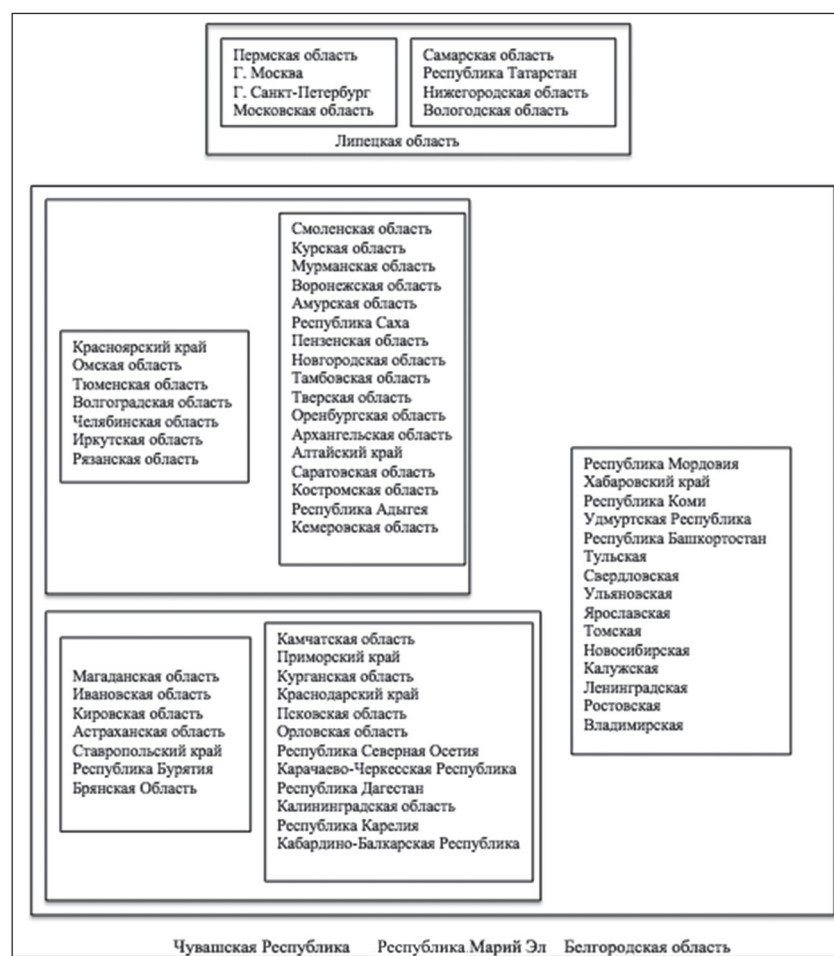 Пермская область
Г. Москва
Г. Санкт-Петербург
Московская область
Самарская область
Республика Татарстан
Нижегородская область
Вологодская область
Липецкая область
Красноярский край
Омская область
Тюменская область
Волгоградская область
Челябинская область
Иркутская область
Рязанская область
Смоленская область
Курская область
Мурманская область
Воронежская область
Амурская область
Республика Саха
Пензенская область
Новгородская область
Тамбовская область
Тверская область
Оренбургская область
Архангельская область
Алтайский край
Саратовская область
Костромская область
Республика Адыгея
Кемеровская область
Республика Мордовия
Хабаровский край
Республика Коми
Удмуртская Республика
Республика Башкортостан
Тульская
Свердловская
Ульяновская
Ярославская
Томская
Новосибирская
Калужская
Ленинградская
Ростовская
Владимирская
Магаданская область
Ивановская область
Кировская область
Астраханская область
Ставропольский край
Республика Бурятия
Брянская Область
Камчатская область
Приморский край
Курганская область
Краснодарский край
Псковская область
Орловская область
Республика Северная Осетия
Карачаево-Черкесская Республика
Республика Дагестан
Калининградская область
Республика Карелия
Кабардино-Балкарская Республика
Чувашская Республика Республика Марий Эл Белгородская область